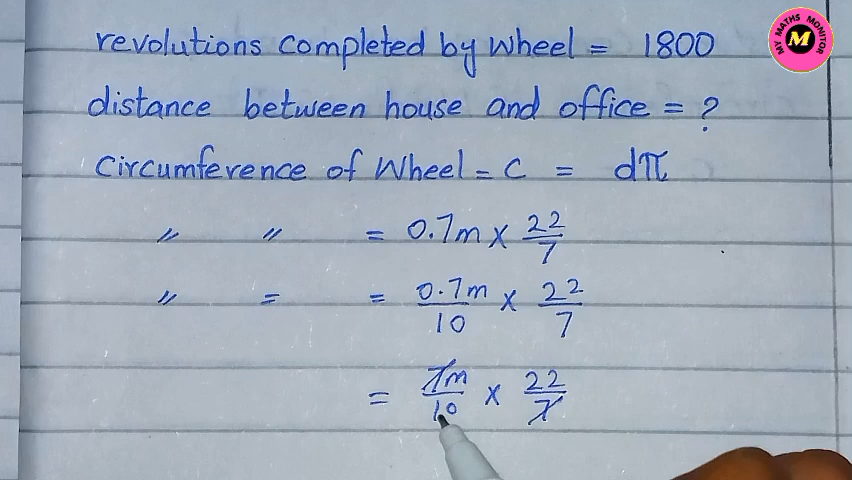 revolutions completed by wheel = 1800
distance between house and office = ?
Circumference of Wheel = C = dπ
〃 〃 = 0.7m × 22/7
〃 = = 0.7m/10 × 22/7
= 7m/10 × 22/7
MY MATHS MONITOR
M